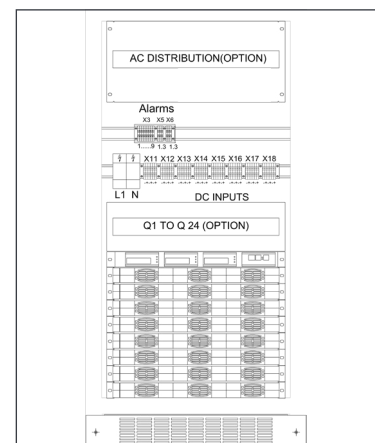 AC DISTRIBUTION(OPTION)
Alarms
X3 X5 X6
1.....9 1.3 1.3
X11 X12 X13 X14 X15 X16 X17 X18
L1 N
DC INPUTS
Q1 TO Q 24 (OPTION)